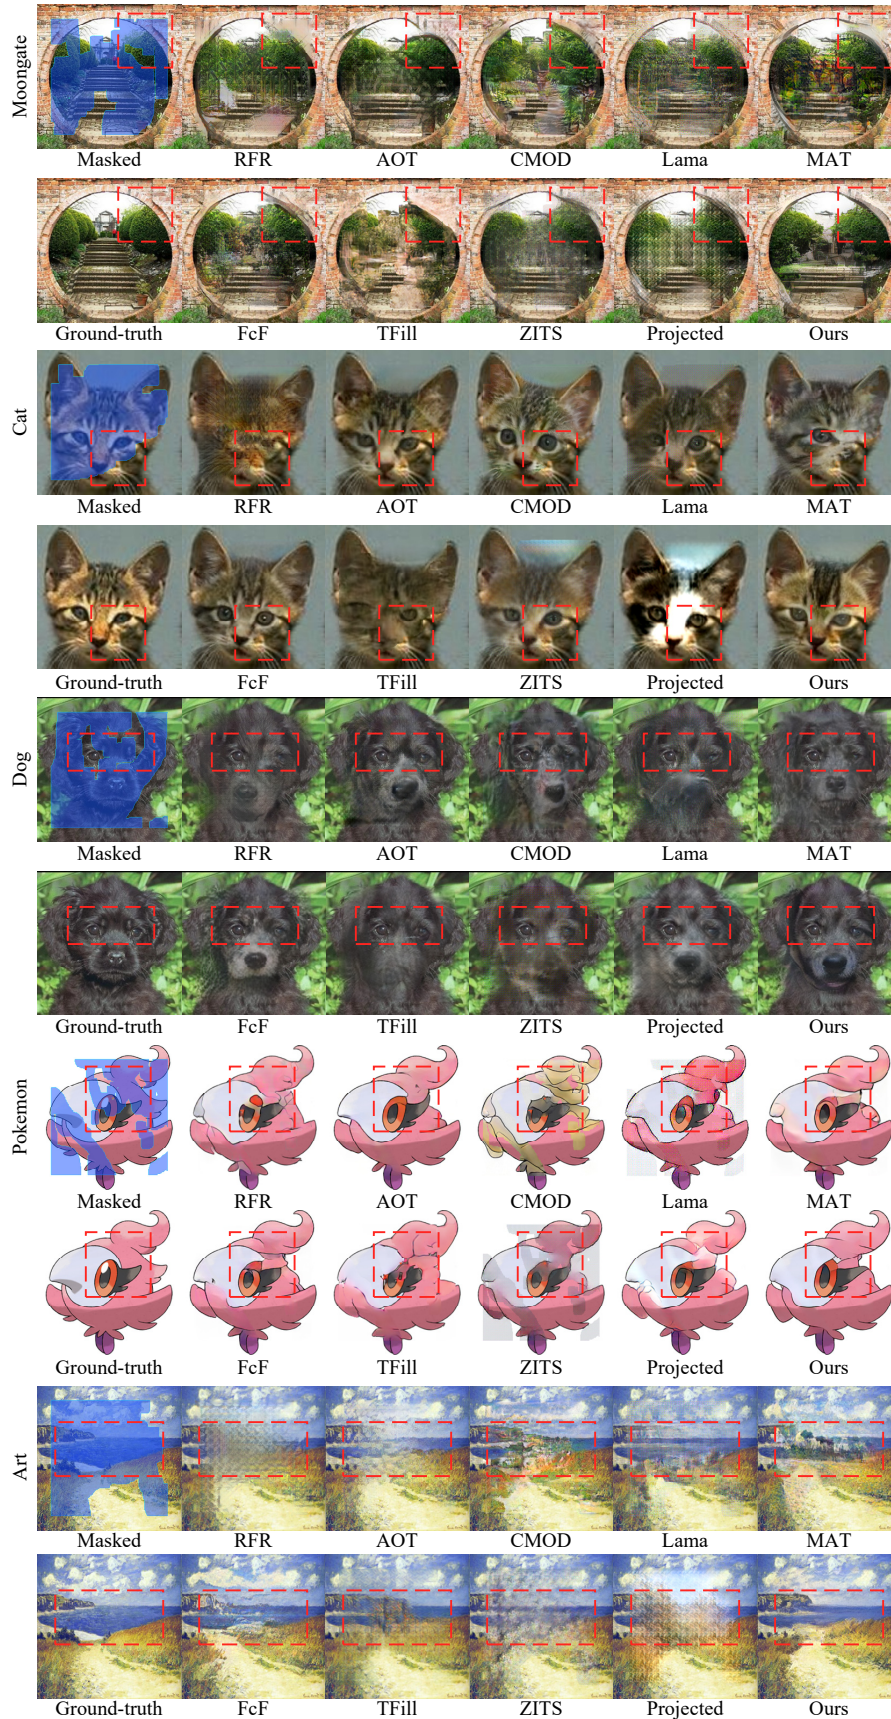 Moongate
Masked RFR AOT CMOD Lama MAT
Ground-truth FcF TFill ZITS Projected Ours
Cat
Masked RFR AOT CMOD Lama MAT
Ground-truth FcF TFill ZITS Projected Ours
Dog
Masked RFR AOT CMOD Lama MAT
Ground-truth FcF TFill ZITS Projected Ours
Pokemon
Masked RFR AOT CMOD Lama MAT
Ground-truth FcF TFill ZITS Projected Ours
Art
Masked RFR AOT CMOD Lama MAT
Ground-truth FcF TFill ZITS Projected Ours